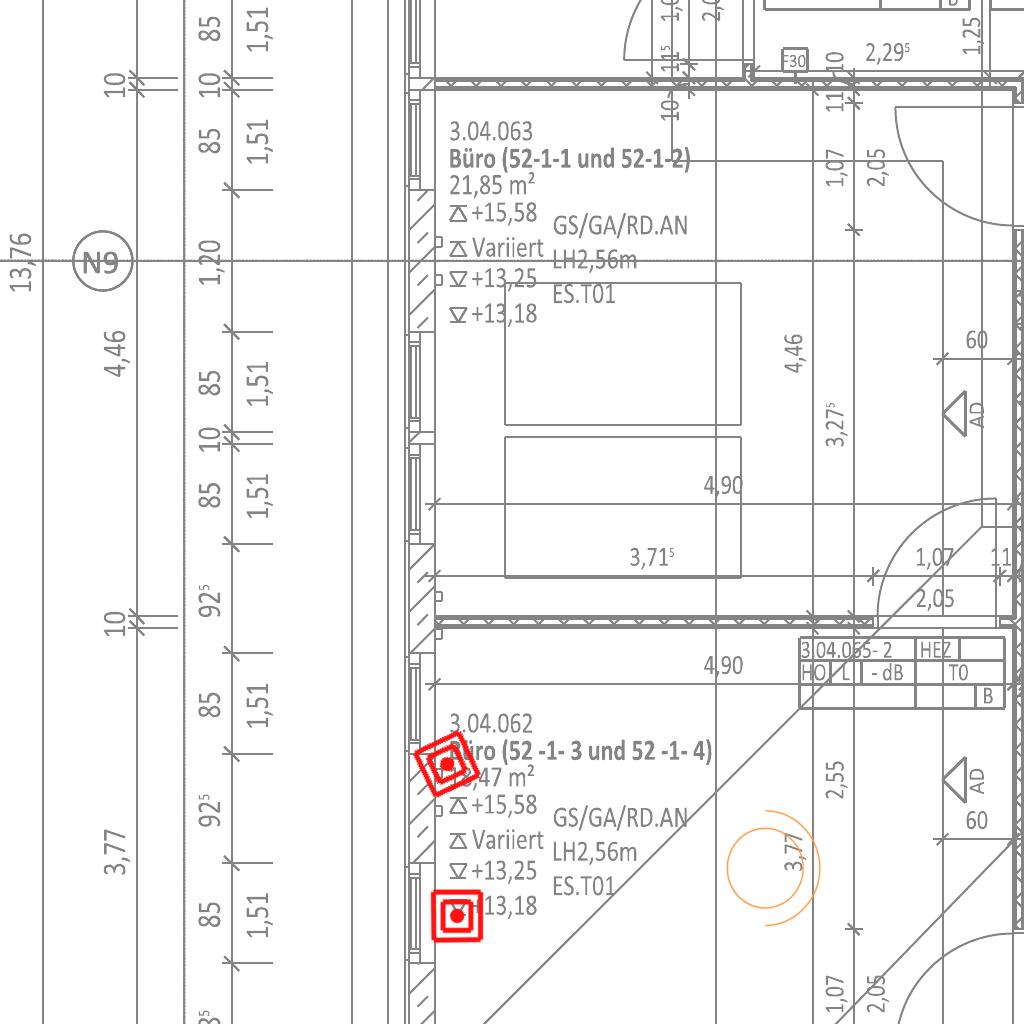 85
1,51
2,29⁵
1,25
F30
10
10
11⁵
10
11
10
3.04.063
Büro (52-1-1 und 52-1-2)
21,85 m²
+15,58
Variiert
+13,25
+13,18
GS/GA/RD.AN
LH2,56m
ES.T01
85
1,51
1,07
2,05
13,76
N9
1,20
4,46
4,46
60
85
1,51
3,27⁵
AD
10
85
1,51
4,90
3,71⁵
1,07
11
2,05
92⁵
10
3.04.065- 2
HEZ
HO
L
- dB
T0
B
4,90
85
1,51
3.04.062
Büro (52 -1- 3 und 52 -1- 4)
,47 m²
+15,58
Variiert
+13,25
+13,18
GS/GA/RD.AN
LH2,56m
ES.T01
2,55
AD
60
92⁵
3,77
3,77
85
1,51
1,07
2,05